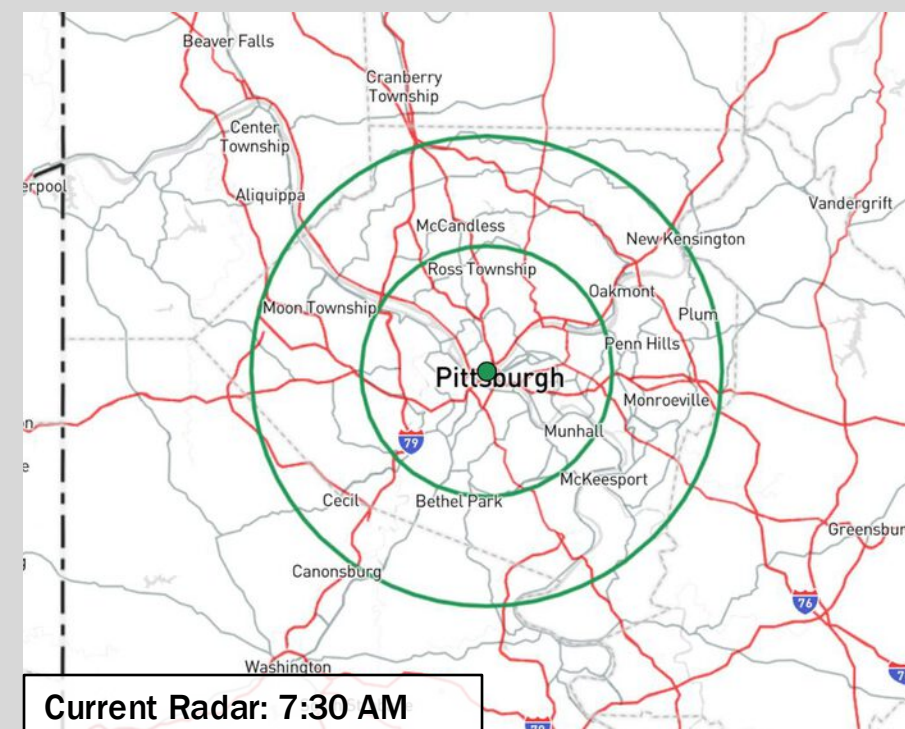 Beaver Falls
Cranberry
Township
Center
Township
erpool
Aliquippa
Vandergrift
McCandless
New Kensington
Ross Township
Oakmont
Moon Township
Plum
Penn Hills
Pittsburgh
Monroeville
79
Munhall
McKeesport
Cecil
Bethel Park
Greensbur
Canonsburg
76
Washington
Current Radar: 7:30 AM